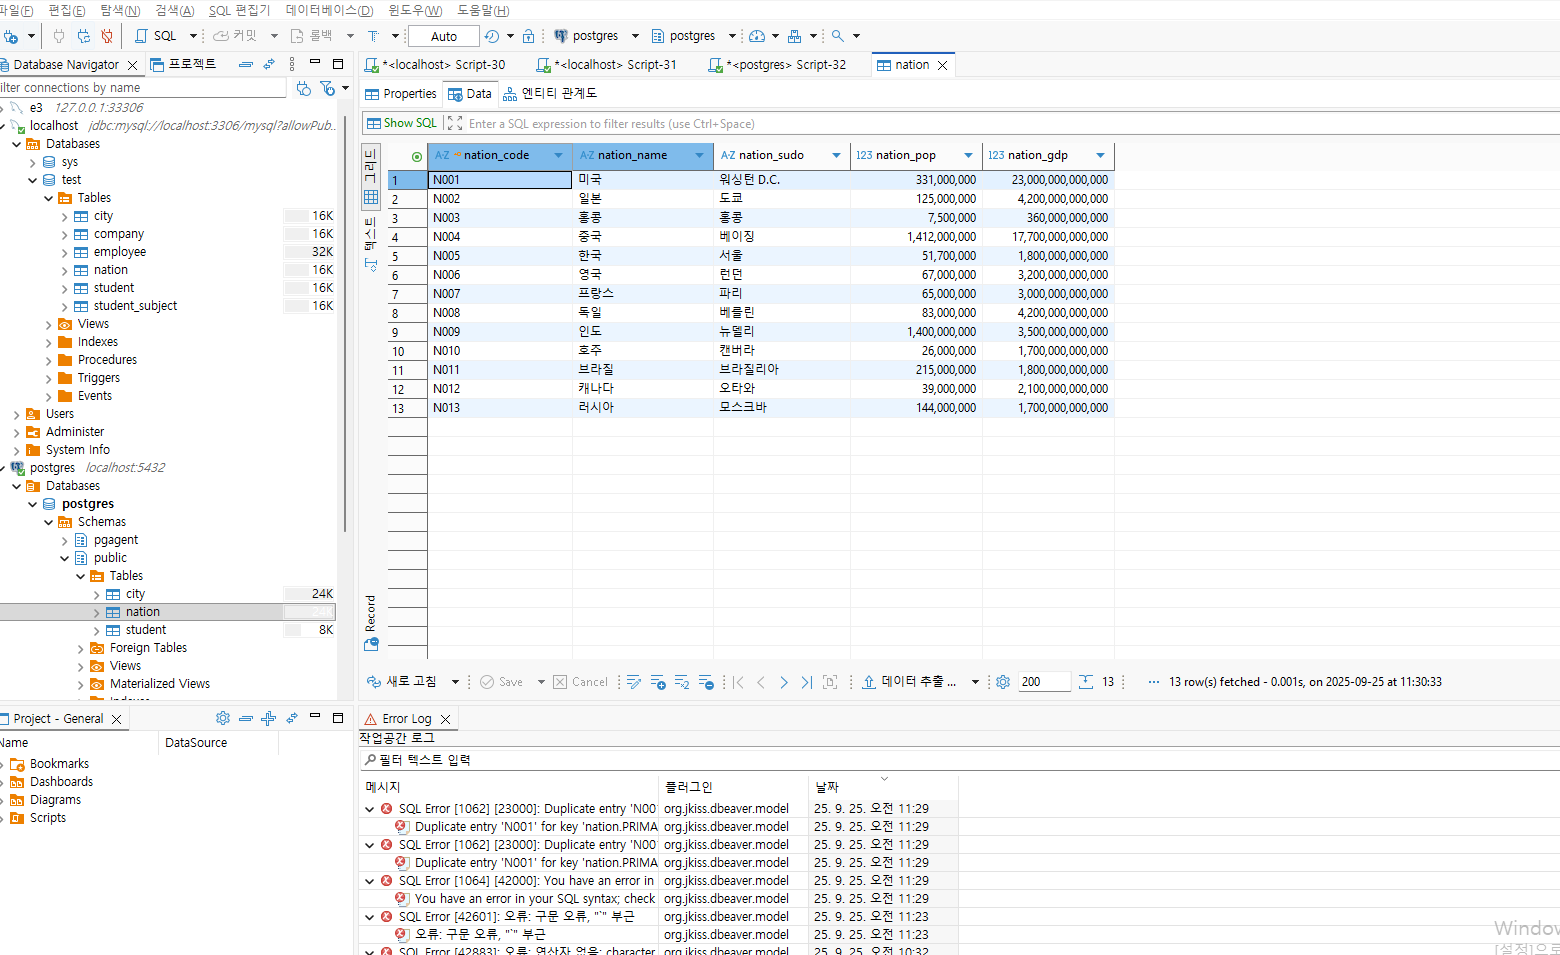 파일(F) 편집(E) 탐색(N) 검색(A) SQL 편집기 데이터베이스(D) 윈도우(W) 도움말(H)
SQL 커밋 롤백 T Auto postgres postgres
Database Navigator 프로젝트
*<localhost> Script-30 *<localhost> Script-31 *<postgres> Script-32 nation
ilter connections by name
Properties Data 엔티티 관계도
e3 127.0.0.1:33306
localhost jdbc:mysql://localhost:3306/mysql?allowPub...
Show SQL Enter a SQL expression to filter results (use Ctrl+Space)
Databases
sys
test
Tables
city 16K
company 16K
employee 32K
nation 16K
student 16K
student_subject 16K
Views
Indexes
Procedures
Triggers
Events
Users
Administer
System Info
postgres localhost:5432
Databases
postgres
Schemas
pgagent
public
Tables
city 24K
nation 24K
student 8K
Foreign Tables
Views
Materialized Views
그리드
텍스트
Record
A-Z nation_code A-Z nation_name A-Z nation_sudo 123 nation_pop 123 nation_gdp
1 N001 미국 워싱턴 D.C. 331,000,000 23,000,000,000,000
2 N002 일본 도쿄 125,000,000 4,200,000,000,000
3 N003 홍콩 홍콩 7,500,000 360,000,000,000
4 N004 중국 베이징 1,412,000,000 17,700,000,000,000
5 N005 한국 서울 51,700,000 1,800,000,000,000
6 N006 영국 런던 67,000,000 3,200,000,000,000
7 N007 프랑스 파리 65,000,000 3,000,000,000,000
8 N008 독일 베를린 83,000,000 4,200,000,000,000
9 N009 인도 뉴델리 1,400,000,000 3,500,000,000,000
10 N010 호주 캔버라 26,000,000 1,700,000,000,000
11 N011 브라질 브라질리아 215,000,000 1,800,000,000,000
12 N012 캐나다 오타와 39,000,000 2,100,000,000,000
13 N013 러시아 모스크바 144,000,000 1,700,000,000,000
새로 고침 Save Cancel 데이터 추출 ... 200 13 ... 13 row(s) fetched - 0.001s, on 2025-09-25 at 11:30:33
Project - General
Name DataSource
Bookmarks
Dashboards
Diagrams
Scripts
Error Log
작업공간 로그
필터 텍스트 입력
메시지 플러그인 날짜
SQL Error [1062] [23000]: Duplicate entry 'N00 org.jkiss.dbeaver.model 25. 9. 25. 오전 11:29
Duplicate entry 'N001' for key 'nation.PRIMA org.jkiss.dbeaver.model 25. 9. 25. 오전 11:29
SQL Error [1062] [23000]: Duplicate entry 'N00 org.jkiss.dbeaver.model 25. 9. 25. 오전 11:29
Duplicate entry 'N001' for key 'nation.PRIMA org.jkiss.dbeaver.model 25. 9. 25. 오전 11:29
SQL Error [1064] [42000]: You have an error in org.jkiss.dbeaver.model 25. 9. 25. 오전 11:29
You have an error in your SQL syntax; check org.jkiss.dbeaver.model 25. 9. 25. 오전 11:29
SQL Error [42601]: 오류: 구문 오류, "`" 부근 org.jkiss.dbeaver.model 25. 9. 25. 오전 11:23
오류: 구문 오류, "`" 부근 org.jkiss.dbeaver.model 25. 9. 25. 오전 11:23
SQL Error [42883]: 오류: 연산자 없음: character org.jkiss.dbeaver.model 25. 9. 25. 오전 10:32
Window
[설정]으로